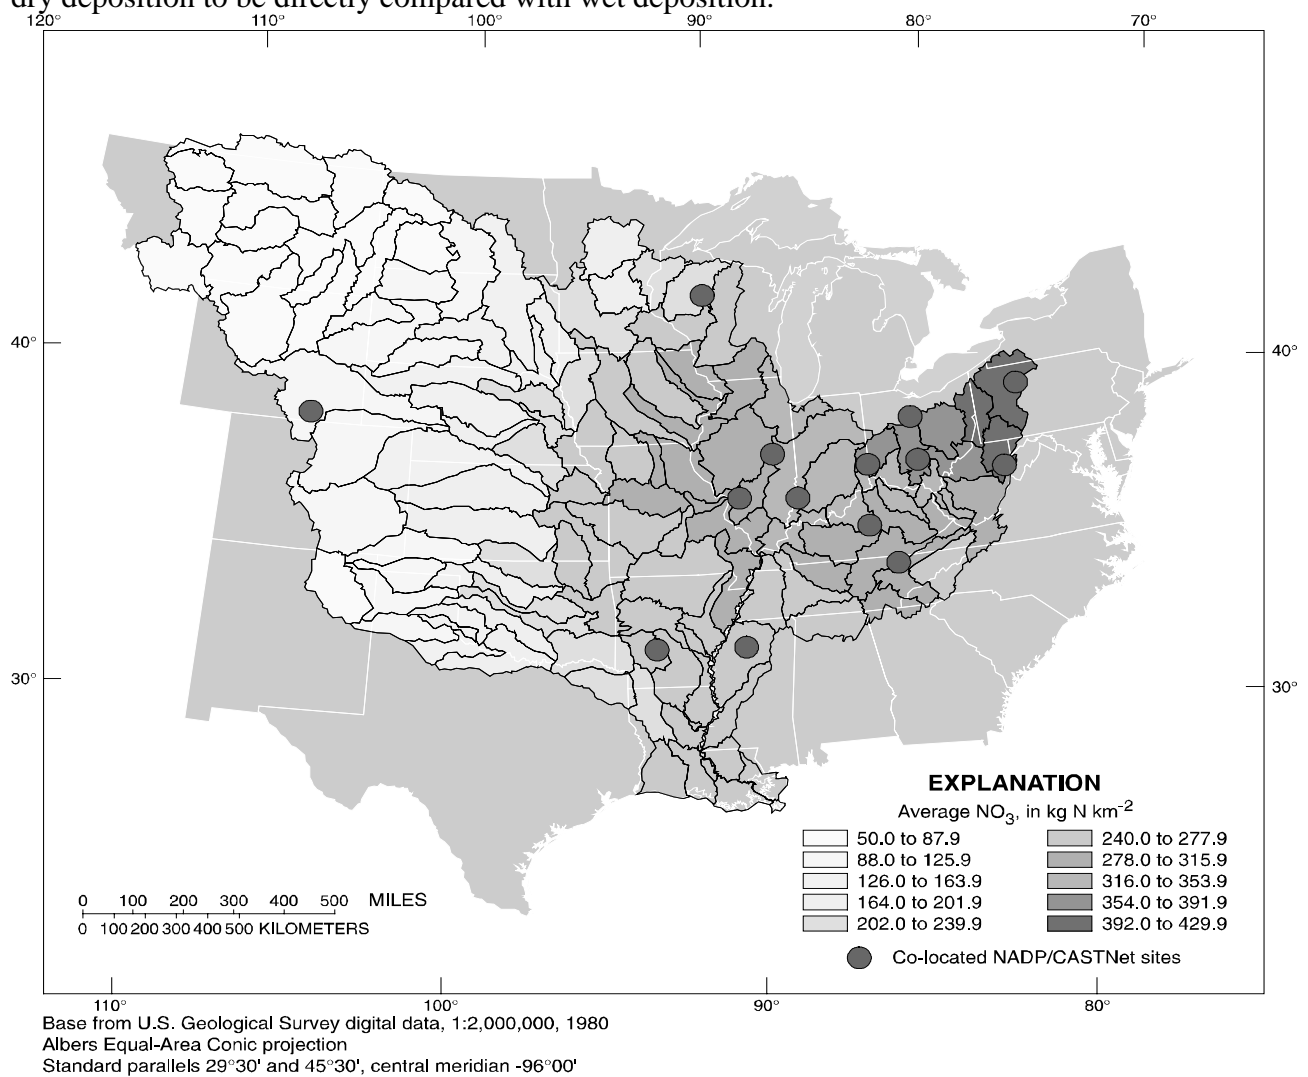 dry deposition to be directly compared with wet deposition.
120° 110° 100° 90° 80° 70°
40° 40°
30° 30°
EXPLANATION
Average NO3, in kg N km-2
50.0 to 87.9 240.0 to 277.9
88.0 to 125.9 278.0 to 315.9
126.0 to 163.9 316.0 to 353.9
164.0 to 201.9 354.0 to 391.9
202.0 to 239.9 392.0 to 429.9
Co-located NADP/CASTNet sites
0 100 200 300 400 500 MILES
0 100 200 300 400 500 KILOMETERS
110° 100° 90° 80°
Base from U.S. Geological Survey digital data, 1:2,000,000, 1980
Albers Equal-Area Conic projection
Standard parallels 29°30' and 45°30', central meridian -96°00'